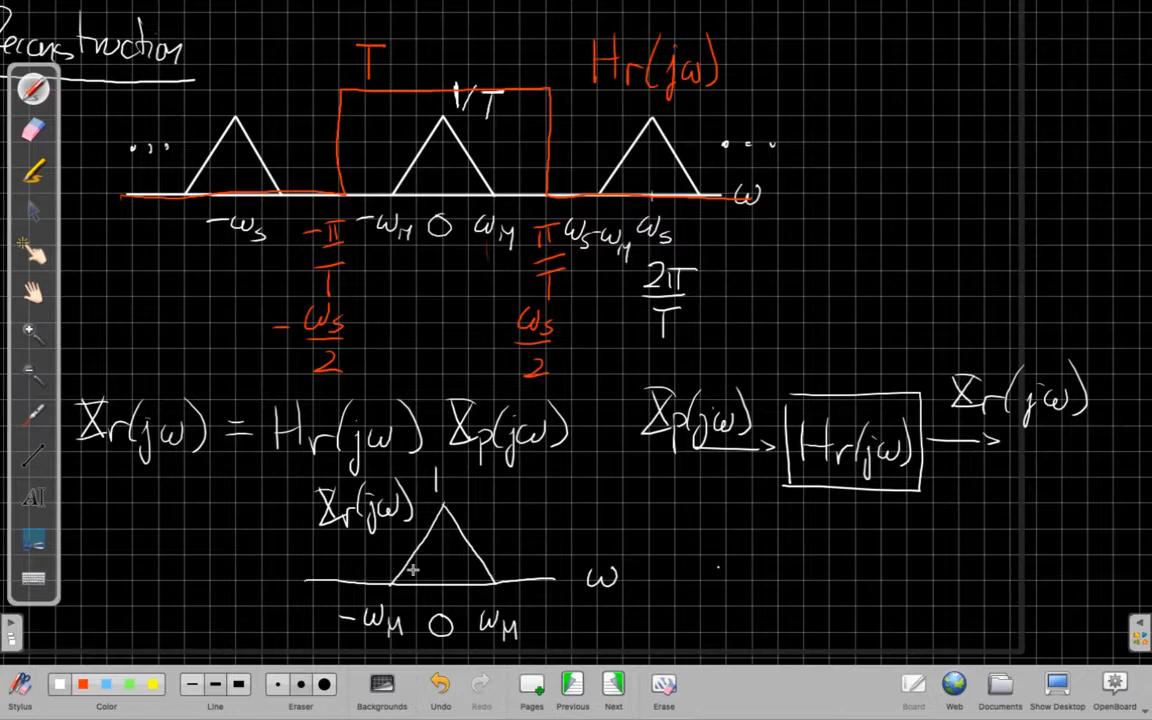 Reconstruction
T
Hr(jω)
1/T
...
....
ω
-ωs
-π/T
-ωM
0
ωM
π/T
ωs-ωM
ωs
2π/T
-ωs/2
ωs/2
Xr(jω) = Hr(jω) Xp(jω)
Xp(jω)
Hr(jω)
Xr(jω)
1
Xr(jω)
ω
-ωM 0 ωM
AI
Stylus
Color
Line
Eraser
Backgrounds
Undo
Redo
Pages
Previous
Next
Erase
Board
Web
Documents
Show Desktop
OpenBoard